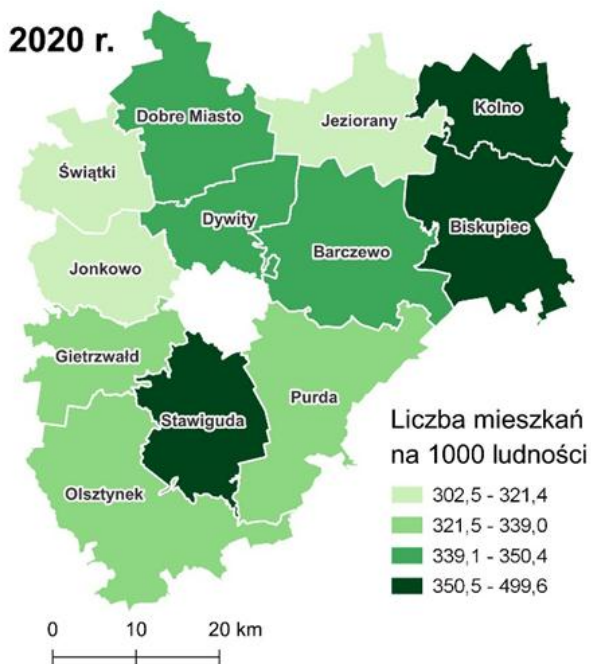 2020 r.
Dobre Miasto
Jeziorany
Kolno
Świątki
Dywity
Biskupiec
Barczewo
Jonkowo
Gietrzwałd
Purda
Stawiguda
Olsztynek
Liczba mieszkań
na 1000 ludności
302,5 - 321,4
321,5 - 339,0
339,1 - 350,4
350,5 - 499,6
0 10 20 km